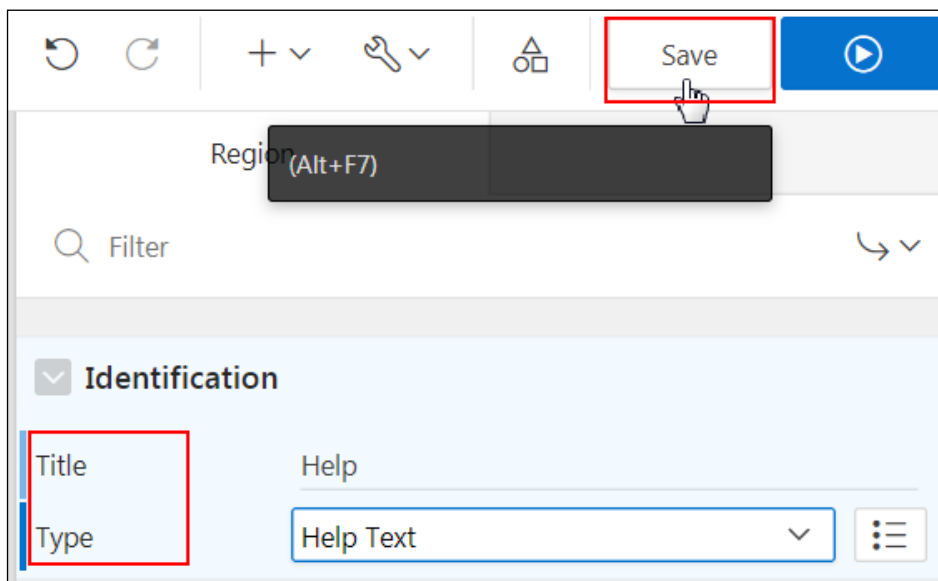 Save
Region
(Alt+F7)
Filter
Identification
Title Help
Type Help Text